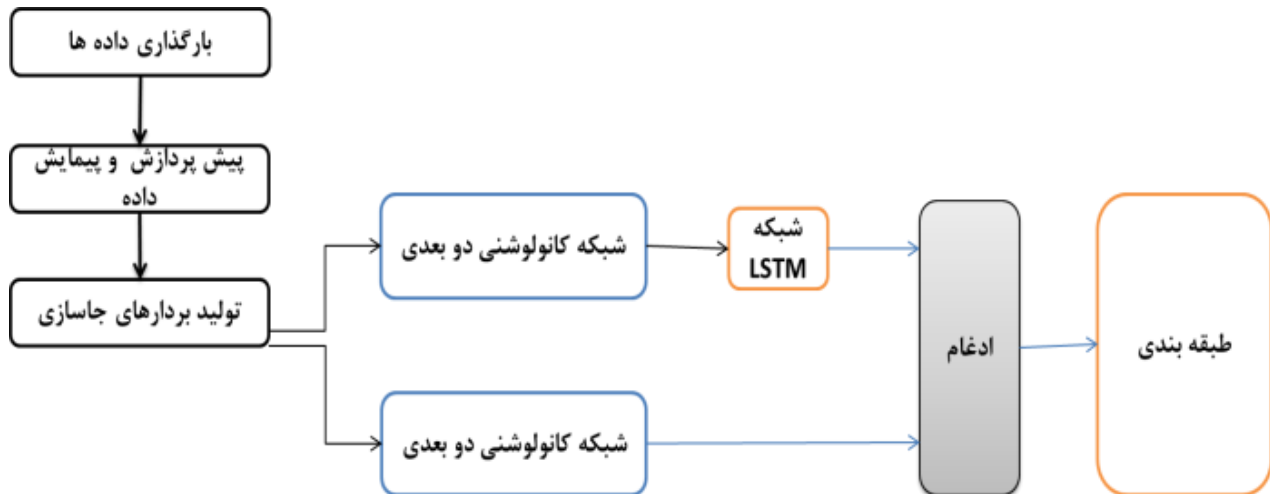 بارگذاری داده ها
پیش پردازش و پیمایش
داده
تولید بردارهای جاسازی
شبکه کانولوشنی دو بعدی
شبکه
LSTM
شبکه کانولوشنی دو بعدی
ادغام
طبقه بندی